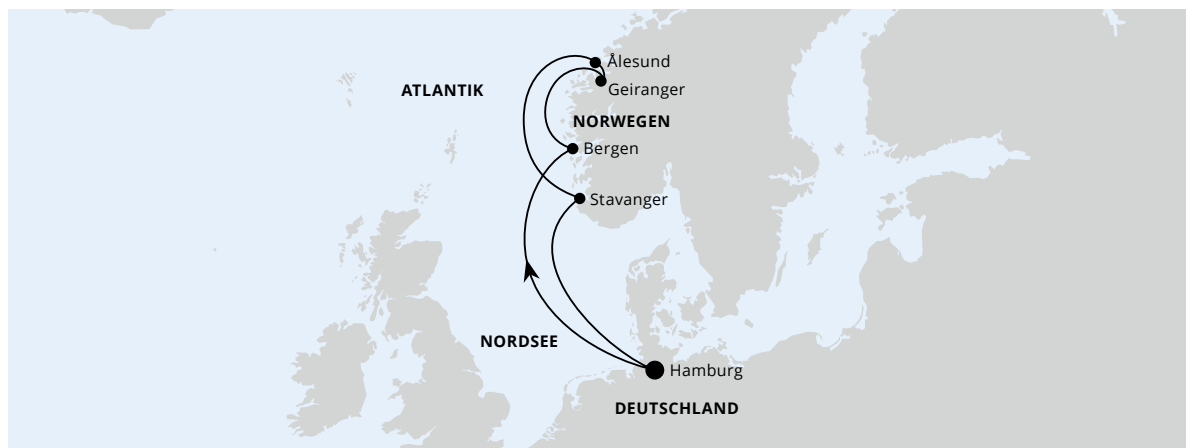 Ålesund
ATLANTIK
Geiranger
NORWEGEN
Bergen
Stavanger
NORDSEE
Hamburg
DEUTSCHLAND